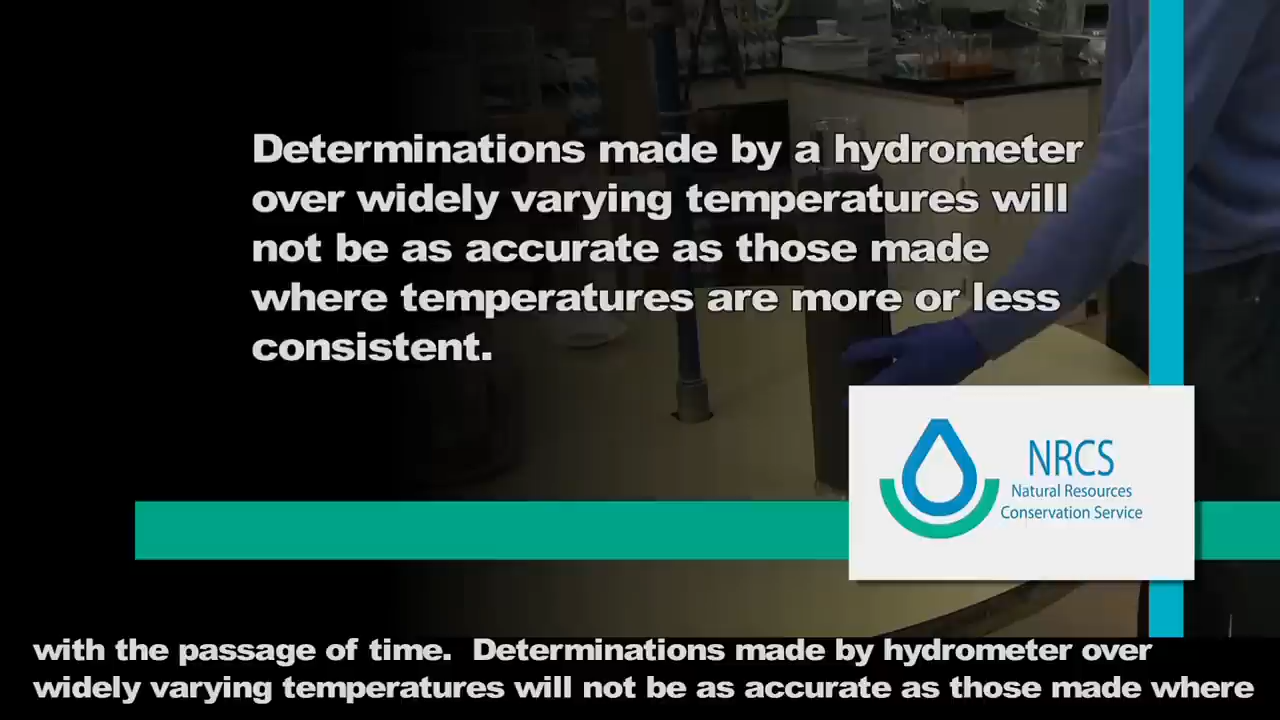 Determinations made by a hydrometer
over widely varying temperatures will
not be as accurate as those made
where temperatures are more or less
consistent.
NRCS
Natural Resources
Conservation Service
with the passage of time.  Determinations made by hydrometer over
widely varying temperatures will not be as accurate as those made where